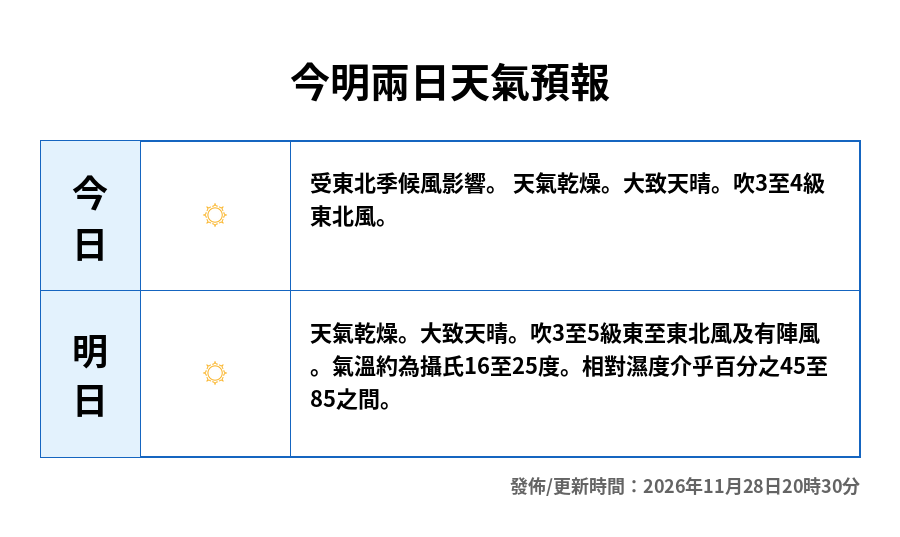 今明兩日天氣預報
今
日
受東北季候風影響。 天氣乾燥。大致天晴。吹3至4級
東北風。
明
日
天氣乾燥。大致天晴。吹3至5級東至東北風及有陣風
。氣溫約為攝氏16至25度。相對濕度介乎百分之45至
85之間。
發佈/更新時間：2026年11月28日20時30分